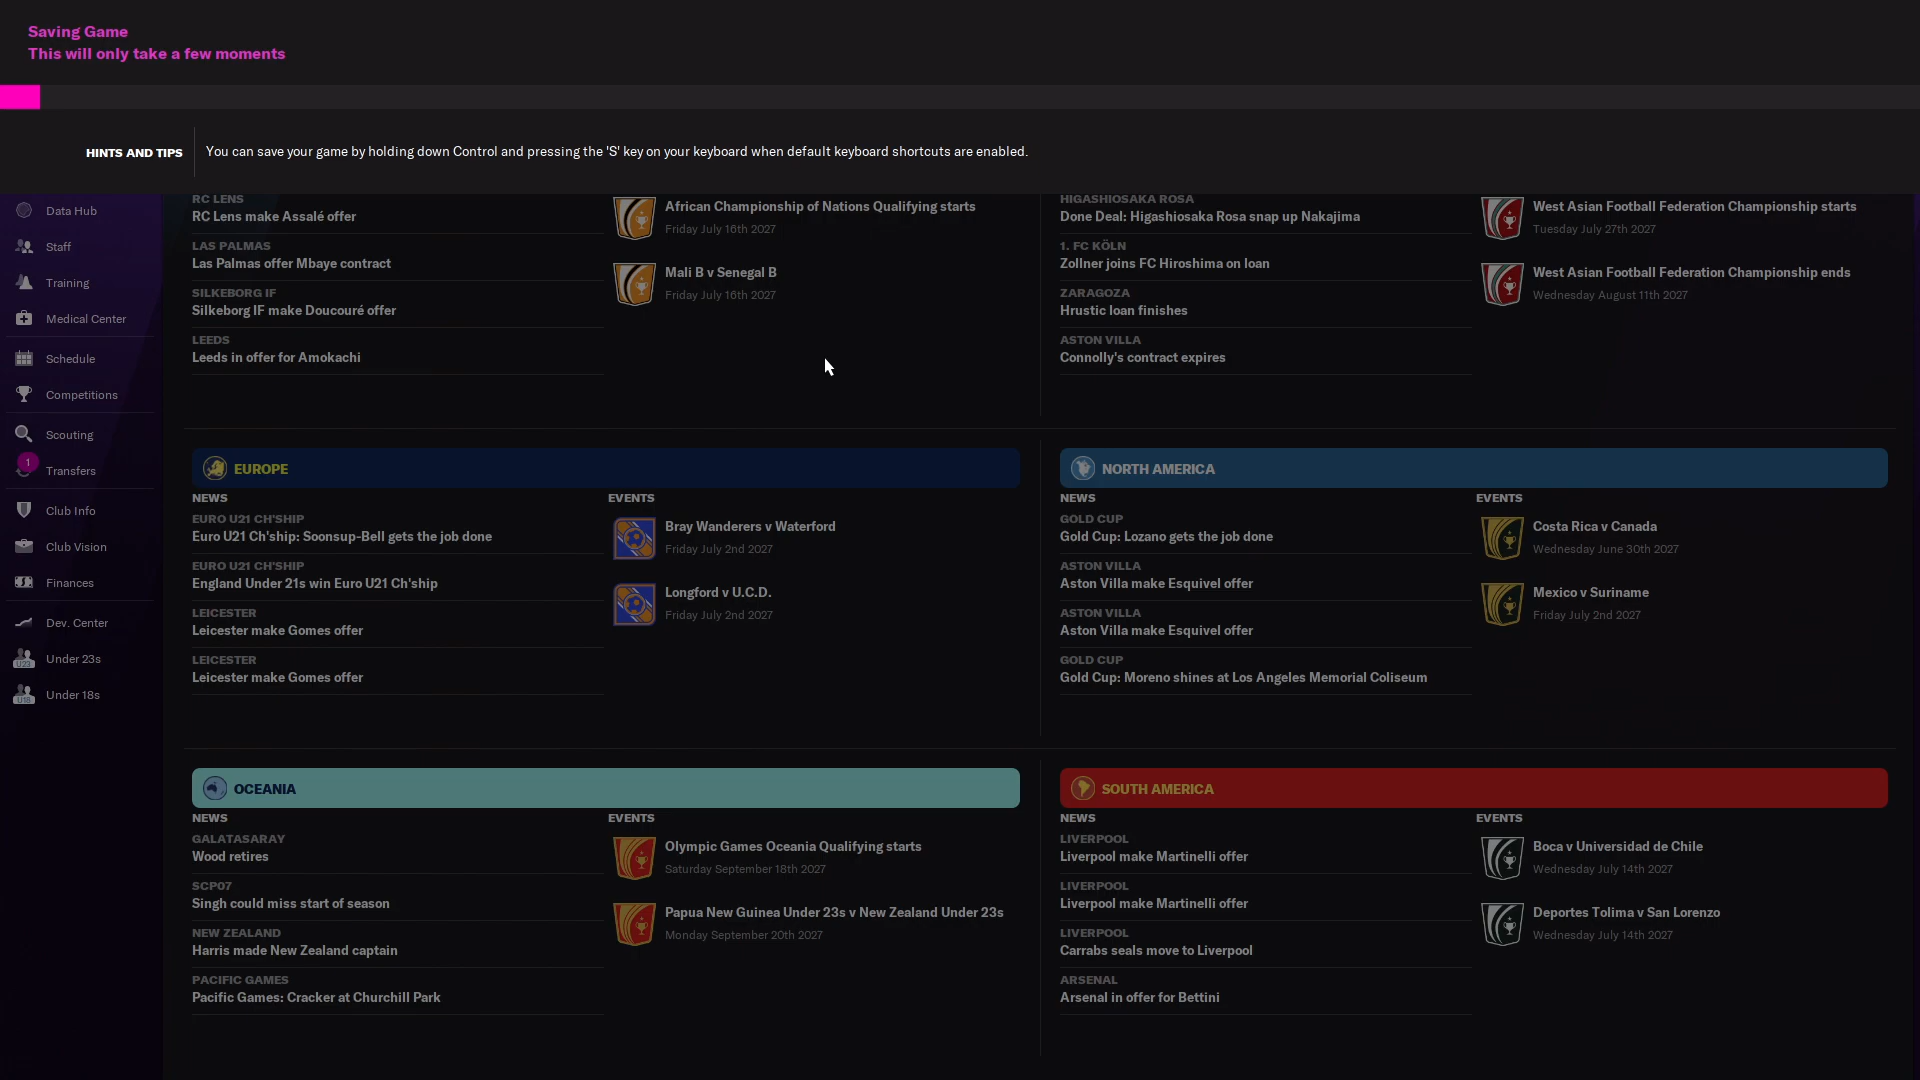 Saving Game
This will only take a few moments
HINTS AND TIPS
You can save your game by holding down Control and pressing the 'S' key on your keyboard when default keyboard shortcuts are enabled.
Data Hub
Staff
Training
Medical Center
Schedule
Competitions
Scouting
1
Transfers
Club Info
Club Vision
Finances
Dev. Center
U23
Under 23s
U18
Under 18s
RC LENS
RC Lens make Assalé offer
LAS PALMAS
Las Palmas offer Mbaye contract
SILKEBORG IF
Silkeborg IF make Doucouré offer
LEEDS
Leeds in offer for Amokachi
African Championship of Nations Qualifying starts
Friday July 16th 2027
Mali B v Senegal B
Friday July 16th 2027
HIGASHIOSAKA ROSA
Done Deal: Higashiosaka Rosa snap up Nakajima
1. FC KÖLN
Zollner joins FC Hiroshima on loan
ZARAGOZA
Hrustic loan finishes
ASTON VILLA
Connolly's contract expires
West Asian Football Federation Championship starts
Tuesday July 27th 2027
West Asian Football Federation Championship ends
Wednesday August 11th 2027
EUROPE
NEWS
EURO U21 CH'SHIP
Euro U21 Ch'ship: Soonsup-Bell gets the job done
EURO U21 CH'SHIP
England Under 21s win Euro U21 Ch'ship
LEICESTER
Leicester make Gomes offer
LEICESTER
Leicester make Gomes offer
EVENTS
Bray Wanderers v Waterford
Friday July 2nd 2027
Longford v U.C.D.
Friday July 2nd 2027
NORTH AMERICA
NEWS
GOLD CUP
Gold Cup: Lozano gets the job done
ASTON VILLA
Aston Villa make Esquivel offer
ASTON VILLA
Aston Villa make Esquivel offer
GOLD CUP
Gold Cup: Moreno shines at Los Angeles Memorial Coliseum
EVENTS
Costa Rica v Canada
Wednesday June 30th 2027
Mexico v Suriname
Friday July 2nd 2027
OCEANIA
NEWS
GALATASARAY
Wood retires
SCP07
Singh could miss start of season
NEW ZEALAND
Harris made New Zealand captain
PACIFIC GAMES
Pacific Games: Cracker at Churchill Park
EVENTS
Olympic Games Oceania Qualifying starts
Saturday September 18th 2027
Papua New Guinea Under 23s v New Zealand Under 23s
Monday September 20th 2027
SOUTH AMERICA
NEWS
LIVERPOOL
Liverpool make Martinelli offer
LIVERPOOL
Liverpool make Martinelli offer
LIVERPOOL
Carrabs seals move to Liverpool
ARSENAL
Arsenal in offer for Bettini
EVENTS
Boca v Universidad de Chile
Wednesday July 14th 2027
Deportes Tolima v San Lorenzo
Wednesday July 14th 2027